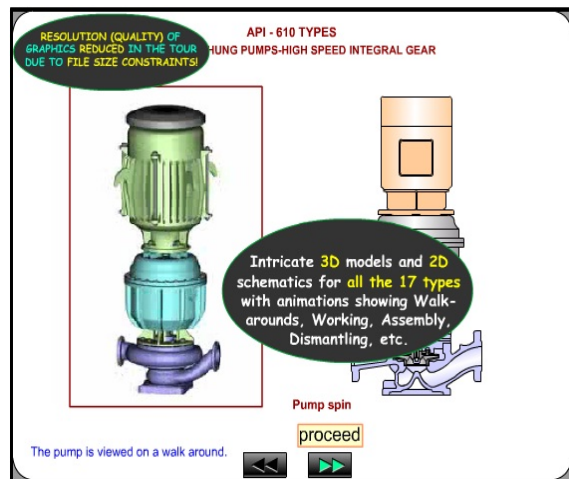 RESOLUTION (QUALITY) OF
GRAPHICS REDUCED IN THE TOUR
DUE TO FILE SIZE CONSTRAINTS!
API - 610 TYPES
HUNG PUMPS-HIGH SPEED INTEGRAL GEAR
Intricate 3D models and 2D
schematics for all the 17 types
with animations showing Walk-
arounds, Working, Assembly,
Dismantling, etc.
Pump spin
proceed
The pump is viewed on a walk around.